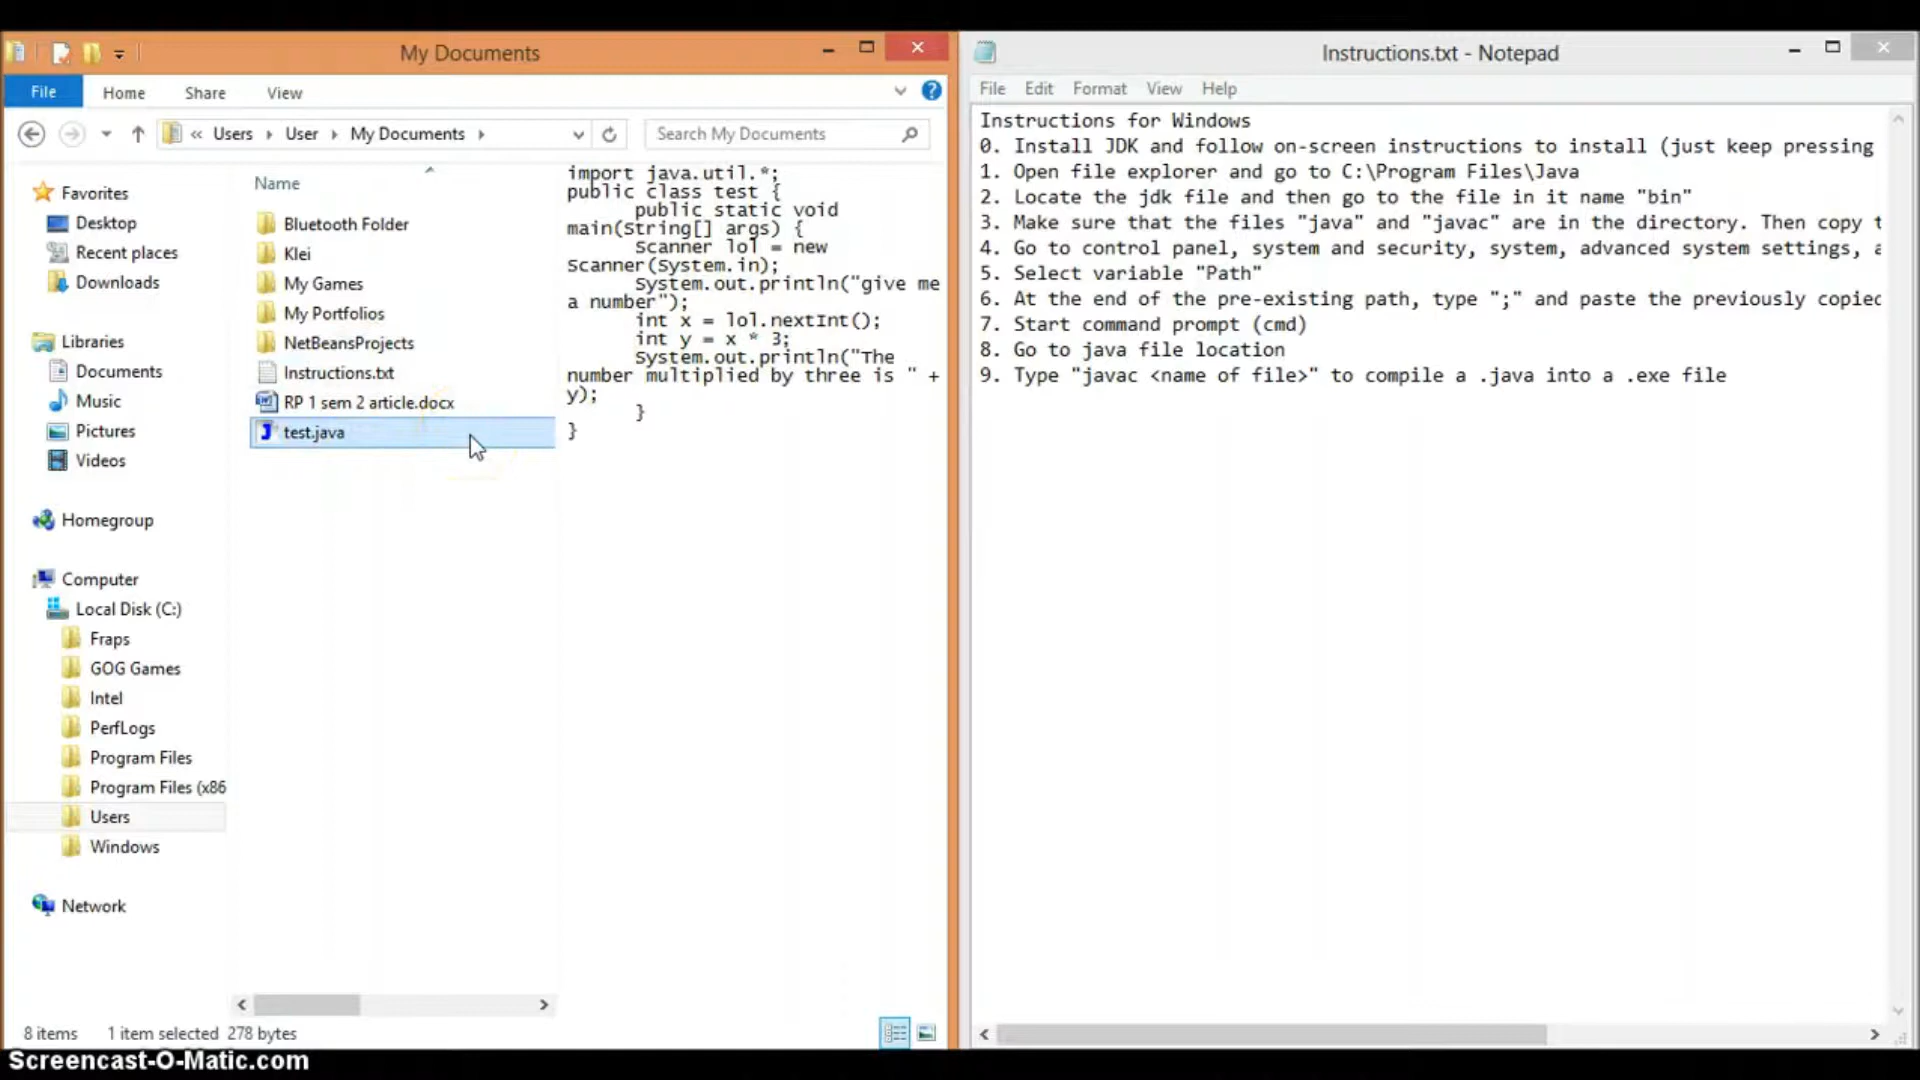 My Documents
File
Home
Share
View
« Users
User
My Documents
Search My Documents
Favorites
Desktop
Recent places
Downloads
Libraries
Documents
Music
Pictures
Videos
Homegroup
Computer
Local Disk (C:)
Fraps
GOG Games
Intel
PerfLogs
Program Files
Program Files (x86
Users
Windows
Network
Name
Bluetooth Folder
Klei
My Games
My Portfolios
NetBeansProjects
Instructions.txt
RP 1 sem 2 article.docx
test.java
import java.util.*;
public class test {
public static void
main(String[] args) {
Scanner lol = new
Scanner(System.in);
System.out.println("give me
a number");
int x = lol.nextInt();
int y = x * 3;
System.out.println("The
number multiplied by three is " +
y);
}
}
8 items 1 item selected 278 bytes
Instructions.txt - Notepad
File Edit Format View Help
Instructions for Windows
0. Install JDK and follow on-screen instructions to install (just keep pressing
1. Open file explorer and go to C:\Program Files\Java
2. Locate the jdk file and then go to the file in it name "bin"
3. Make sure that the files "java" and "javac" are in the directory. Then copy t
4. Go to control panel, system and security, system, advanced system settings, a
5. Select variable "Path"
6. At the end of the pre-existing path, type ";" and paste the previously copied
7. Start command prompt (cmd)
8. Go to java file location
9. Type "javac <name of file>" to compile a .java into a .exe file
Screencast-O-Matic.com